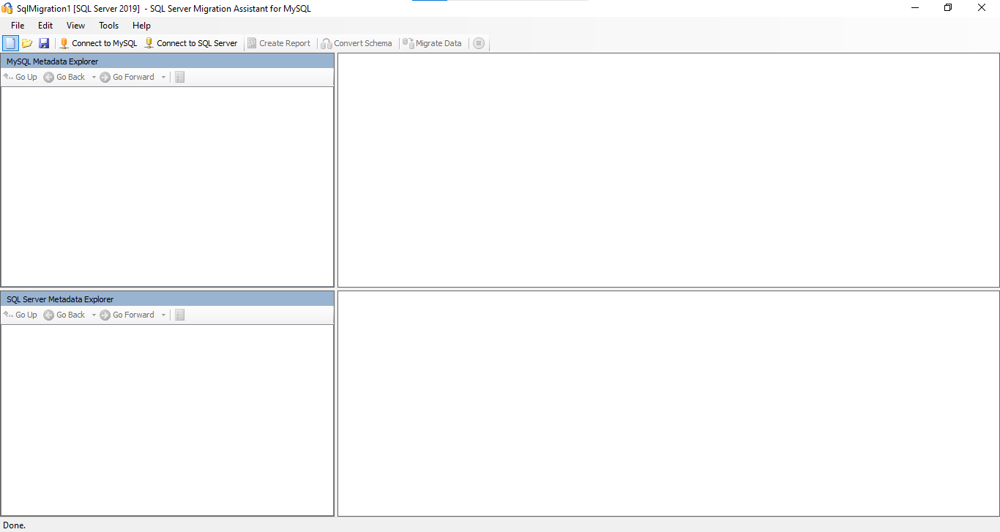 SqlMigration1 [SQL Server 2019]  - SQL Server Migration Assistant for MySQL
File Edit View Tools Help
Connect to MySQL Connect to SQL Server Create Report Convert Schema Migrate Data
MySQL Metadata Explorer
Go Up Go Back Go Forward
SQL Server Metadata Explorer
Go Up Go Back Go Forward
Done.